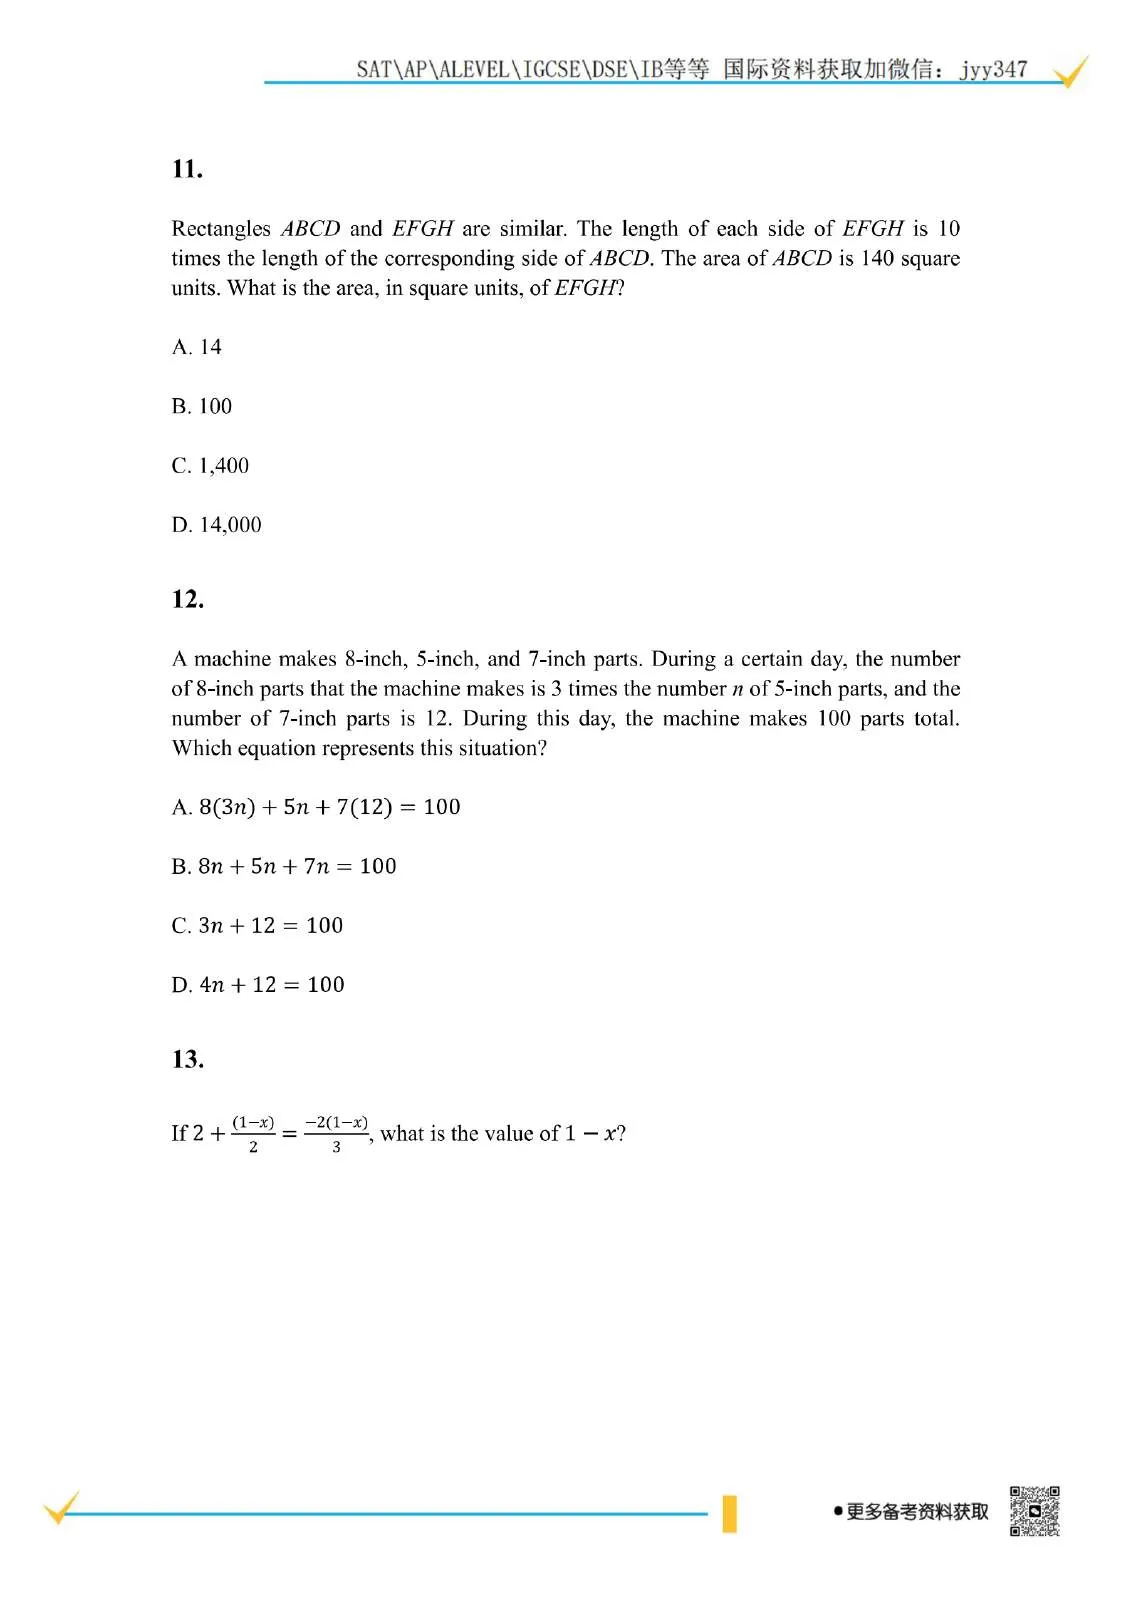 SAT\AP\ALEVEL\IGCSE\DSE\IB等等 国际资料获取加微信: jyy347
11.
Rectangles ABCD and EFGH are similar. The length of each side of EFGH is 10
times the length of the corresponding side of ABCD. The area of ABCD is 140 square
units. What is the area, in square units, of EFGH?
A. 14
B. 100
C. 1,400
D. 14,000
12.
A machine makes 8-inch, 5-inch, and 7-inch parts. During a certain day, the number
of 8-inch parts that the machine makes is 3 times the number n of 5-inch parts, and the
number of 7-inch parts is 12. During this day, the machine makes 100 parts total.
Which equation represents this situation?
A. 8(3n) + 5n + 7(12) = 100
B. 8n + 5n + 7n = 100
C. 3n + 12 = 100
D. 4n + 12 = 100
13.
If 2 + (1−x)/2 = −2(1−x)/3, what is the value of 1 − x?
•更多备考资料获取